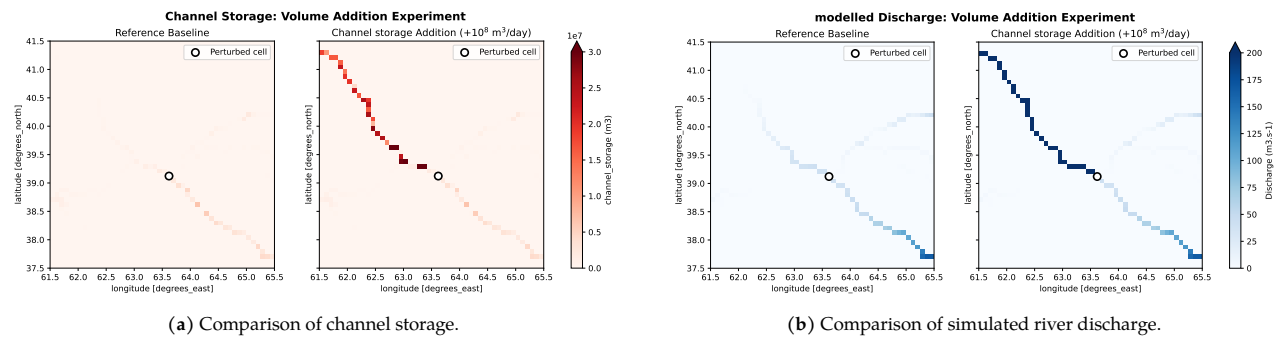 Channel Storage: Volume Addition Experiment
Reference Baseline
Channel storage Addition (+10⁸ m³/day)
Perturbed cell
Perturbed cell
1e7
41.5
41.0
40.5
40.0
39.5
39.0
38.5
38.0
37.5
latitude [degrees_north]
latitude [degrees_north]
61.5 62.0 62.5 63.0 63.5 64.0 64.5 65.0 65.5
longitude [degrees_east]
61.5 62.0 62.5 63.0 63.5 64.0 64.5 65.0 65.5
longitude [degrees_east]
3.0
2.5
2.0
1.5
1.0
0.5
0.0
channel_storage (m3)
(a) Comparison of channel storage.
modelled Discharge: Volume Addition Experiment
Reference Baseline
Channel storage Addition (+10⁸ m³/day)
Perturbed cell
Perturbed cell
41.5
41.0
40.5
40.0
39.5
39.0
38.5
38.0
37.5
latitude [degrees_north]
latitude [degrees_north]
61.5 62.0 62.5 63.0 63.5 64.0 64.5 65.0 65.5
longitude [degrees_east]
61.5 62.0 62.5 63.0 63.5 64.0 64.5 65.0 65.5
longitude [degrees_east]
200
175
150
125
100
75
50
25
0
Discharge (m3.s-1)
(b) Comparison of simulated river discharge.